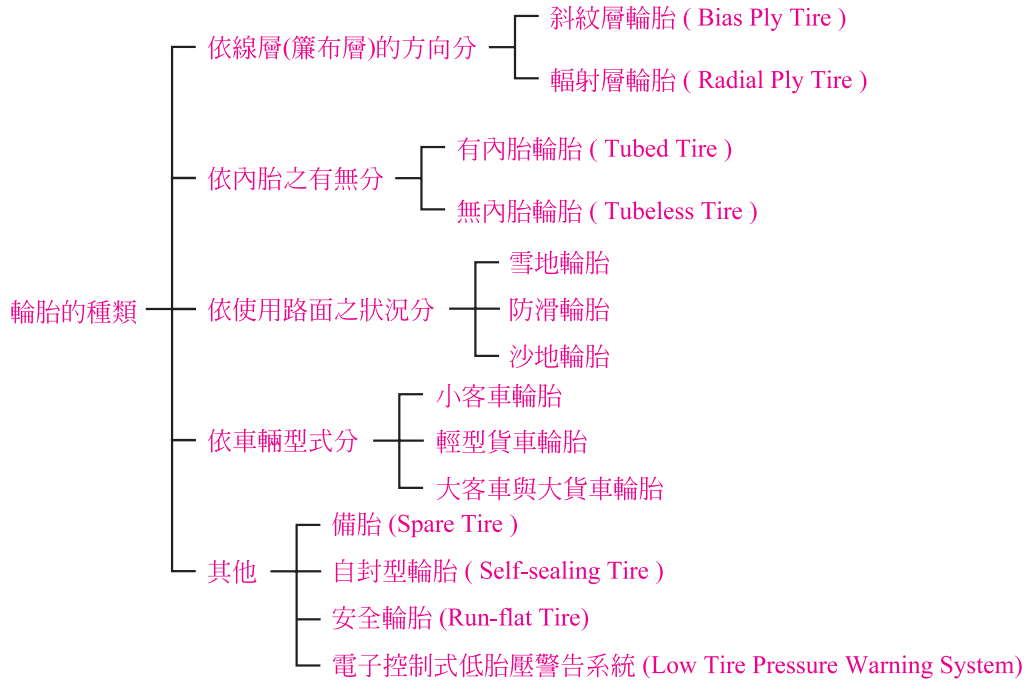 輪胎的種類
依線層(簾布層)的方向分
斜紋層輪胎 ( Bias Ply Tire )
輻射層輪胎 ( Radial Ply Tire )
依內胎之有無分
有內胎輪胎 ( Tubed Tire )
無內胎輪胎 ( Tubeless Tire )
依使用路面之狀況分
雪地輪胎
防滑輪胎
沙地輪胎
依車輛型式分
小客車輪胎
輕型貨車輪胎
大客車與大貨車輪胎
其他
備胎 (Spare Tire )
自封型輪胎 ( Self-sealing Tire )
安全輪胎 (Run-flat Tire)
電子控制式低胎壓警告系統 (Low Tire Pressure Warning System)